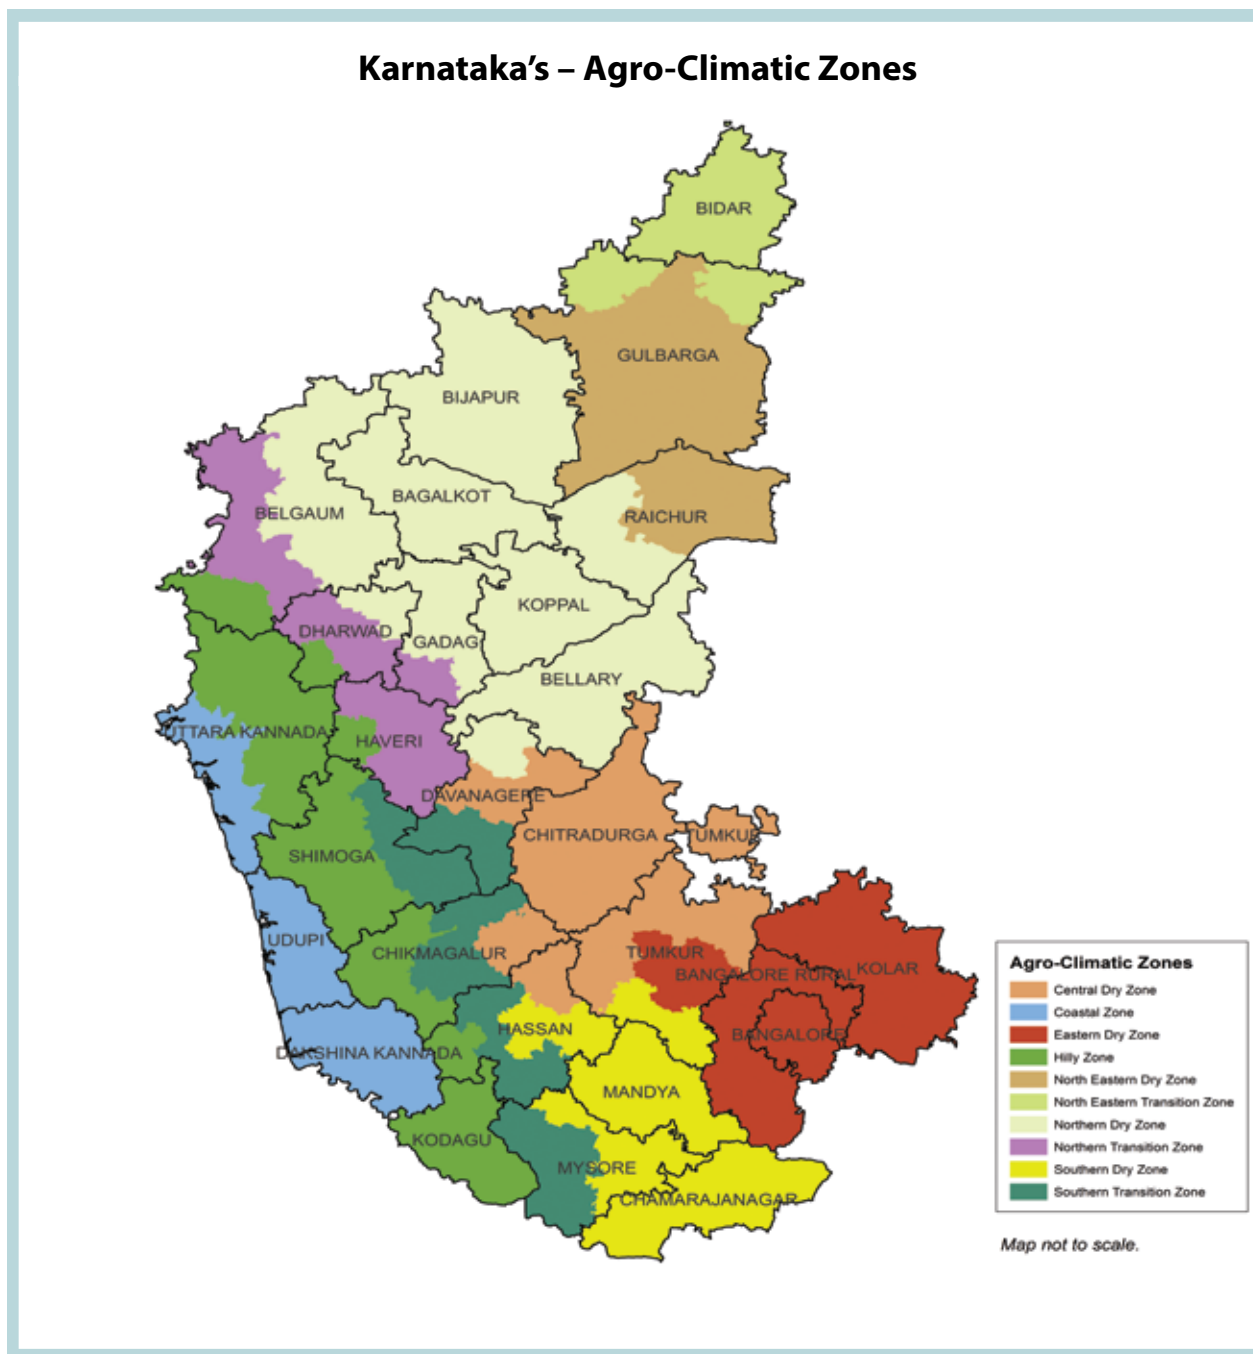 Karnataka’s – Agro-Climatic Zones
BIDAR
GULBARGA
BIJAPUR
BAGALKOT
BELGAUM
RAICHUR
KOPPAL
DHARWAD
GADAG
BELLARY
UTTARA KANNADA
HAVERI
DAVANAGERE
CHITRADURGA
TUMKUR
SHIMOGA
UDUPI
CHIKMAGALUR
TUMKUR
BANGALORE RURAL
KOLAR
HASSAN
BANGALORE
DAKSHINA KANNADA
MANDYA
KODAGU
MYSORE
CHAMARAJANAGAR
Agro-Climatic Zones
Central Dry Zone
Coastal Zone
Eastern Dry Zone
Hilly Zone
North Eastern Dry Zone
North Eastern Transition Zone
Northern Dry Zone
Northern Transition Zone
Southern Dry Zone
Southern Transition Zone
Map not to scale.